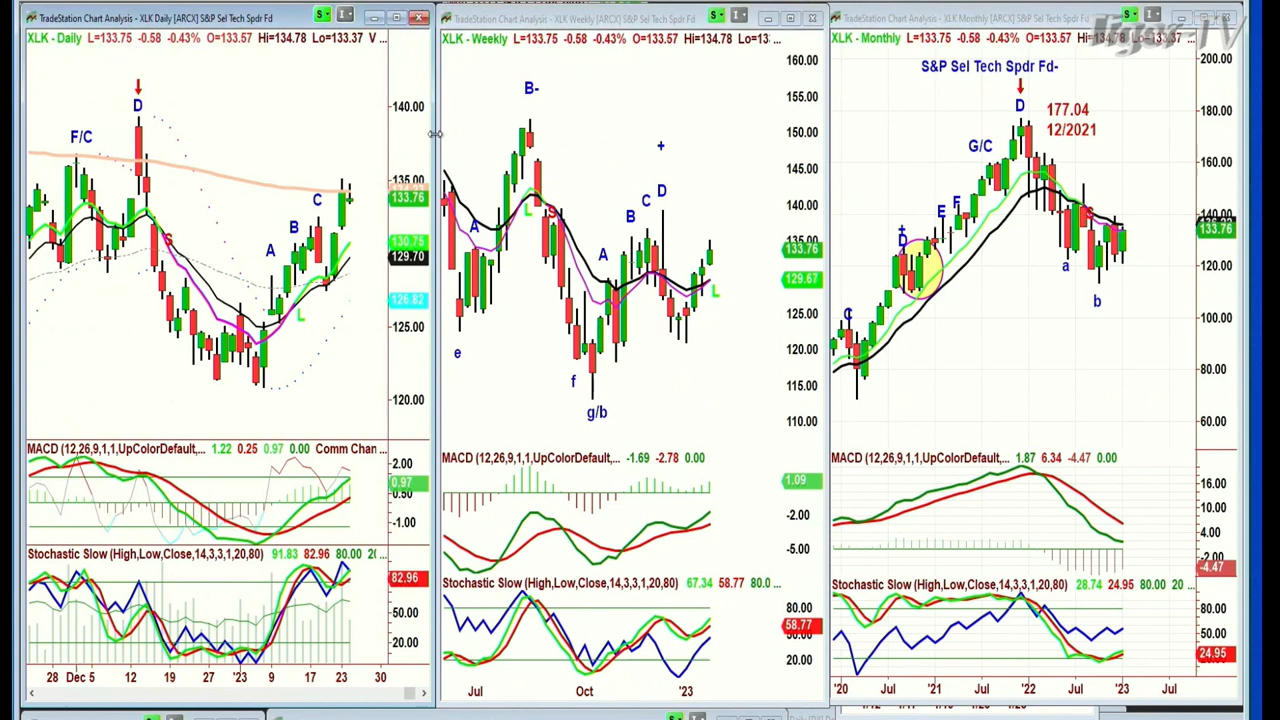 TradeStation Chart Analysis - XLK Daily [ARCX] S&P Sel Tech Spdr Fd
S
I
XLK - Daily L=133.75 -0.58 -0.43% O=133.57 Hi=134.78 Lo=133.37 V ...
D
F/C
S
A
B
C
L
140.00
135.00
133.76
130.75
129.70
126.82
125.00
120.00
MACD (12,26,9,1,1,UpColorDefault,... 1.22 0.25 0.97 0.00 Comm Chan...
2.00
0.97
0.50
-1.00
Stochastic Slow (High,Low,Close,14,3,3,1,20,80) 91.83 82.96 80.00 20 ...
82.96
50.00
20.00
28 Dec 5 12 19 27 '23 9 17 23 30
TradeStation Chart Analysis - XLK Weekly [ARCX] S&P Sel Tech Spdr Fd
S
I
XLK - Weekly L=133.75 -0.58 -0.43% O=133.57 Hi=134.78 Lo=13:...
B-
+
A
L
S
A
B
C
D
L
e
f
g/b
160.00
155.00
150.00
145.00
140.00
135.00
133.76
129.67
125.00
120.00
115.00
110.00
MACD (12,26,9,1,1,UpColorDefault,... -1.69 -2.78 0.00
1.09
-2.00
-5.00
Stochastic Slow (High,Low,Close,14,3,3,1,20,80) 67.34 58.77 80.0...
80.00
58.77
20.00
Jul Oct '23
TradeStation Chart Analysis - XLK Monthly [ARCX] S&P Sel Tech Spdr Fd
S
I
XLK - Monthly L=133.75 -0.58 -0.43% O=133.57 Hi=134.78 Lo=133.37 ...
S&P Sel Tech Spdr Fd-
D
177.04
12/2021
G/C
E
F
+
D
C
S
a
b
200.00
180.00
160.00
140.00
133.76
120.00
100.00
80.00
60.00
MACD (12,26,9,1,1,UpColorDefault,... 1.87 6.34 -4.47 0.00
16.00
10.00
4.00
-2.00
-4.47
Stochastic Slow (High,Low,Close,14,3,3,1,20,80) 28.74 24.95 80.00 20 ...
80.00
50.00
24.95
'20 Jul '21 Jul '22 Jul '23 Jul